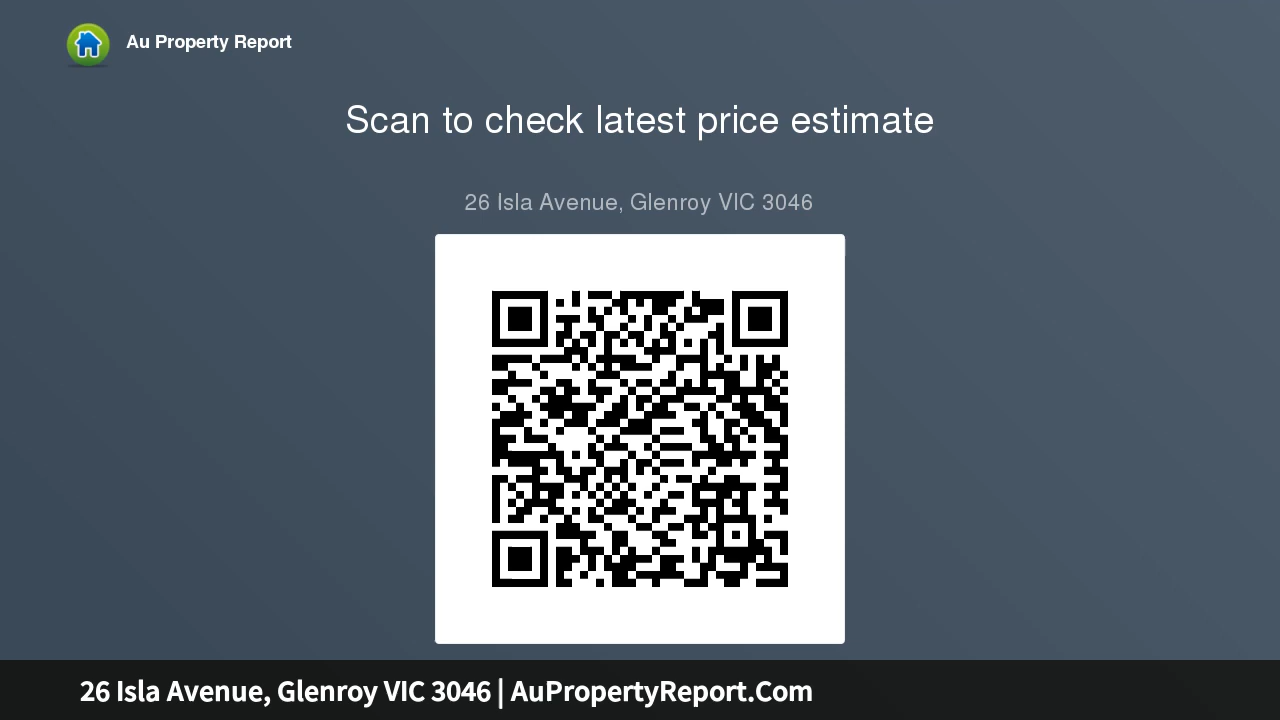 Au Property Report
Scan to check latest price estimate
26 Isla Avenue, Glenroy VIC 3046
26 Isla Avenue, Glenroy VIC 3046 | AuPropertyReport.Com